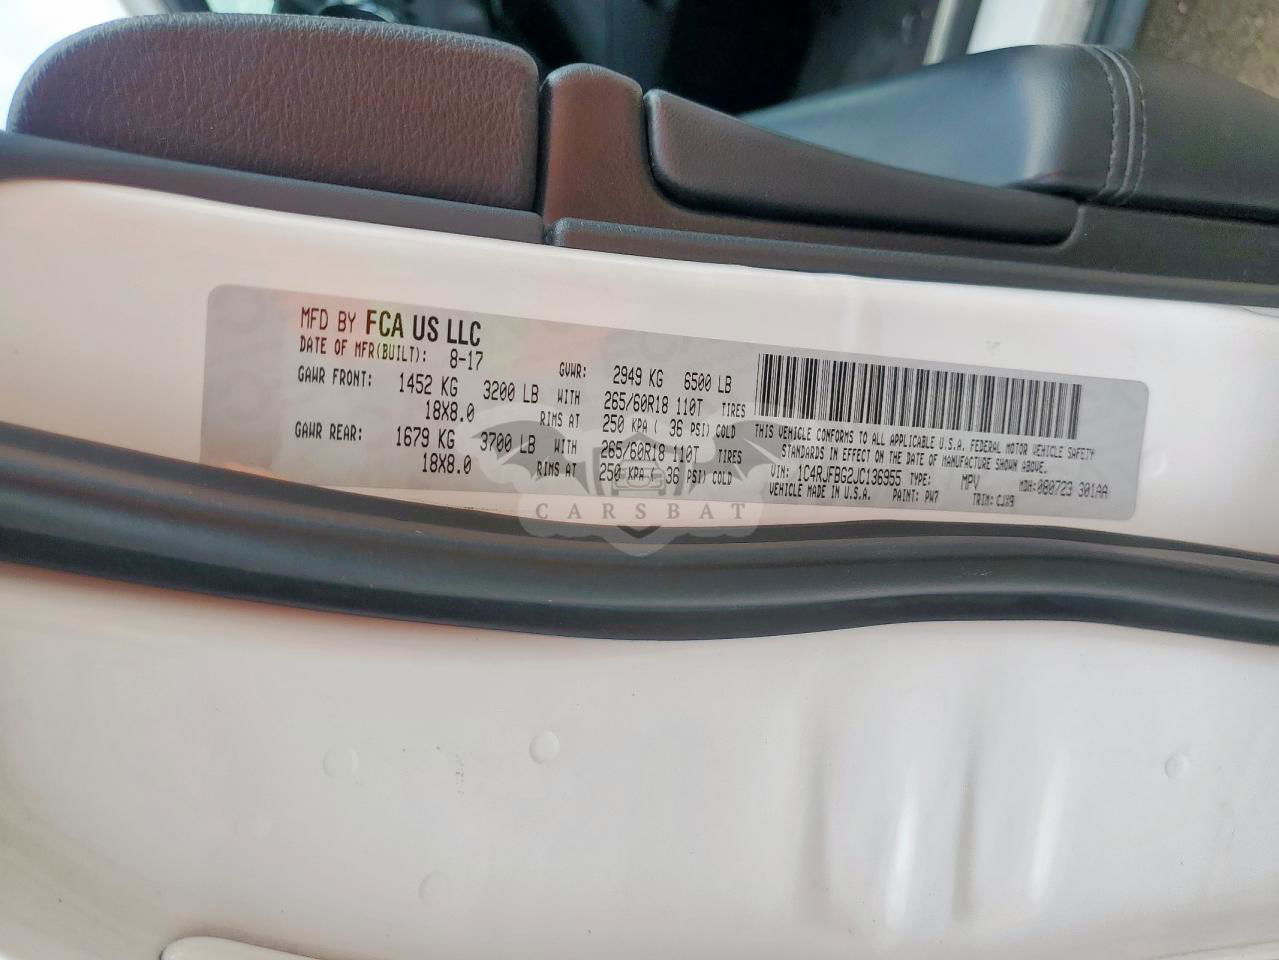 MFD BY FCA US LLC
DATE OF MFR(BUILT): 8-17 GVWR: 2949 KG 6500 LB
GAWR FRONT: 1452 KG 3200 LB WITH 265/60R18 110T TIRES
18X8.0 RIMS AT 250 KPA ( 36 PSI) COLD
GAWR REAR: 1679 KG 3700 LB WITH 265/60R18 110T TIRES
18X8.0 RIMS AT 250 KPA ( 36 PSI) COLD
THIS VEHICLE CONFORMS TO ALL APPLICABLE U.S.A. FEDERAL MOTOR VEHICLE SAFETY
STANDARDS IN EFFECT ON THE DATE OF MANUFACTURE SHOWN ABOVE.
VIN: 1C4RJFBG2JC136955 TYPE: MPV MDH: 080723 301AA
VEHICLE MADE IN U.S.A. PAINT: PW7 TRIM: CJX9
CARSBAT